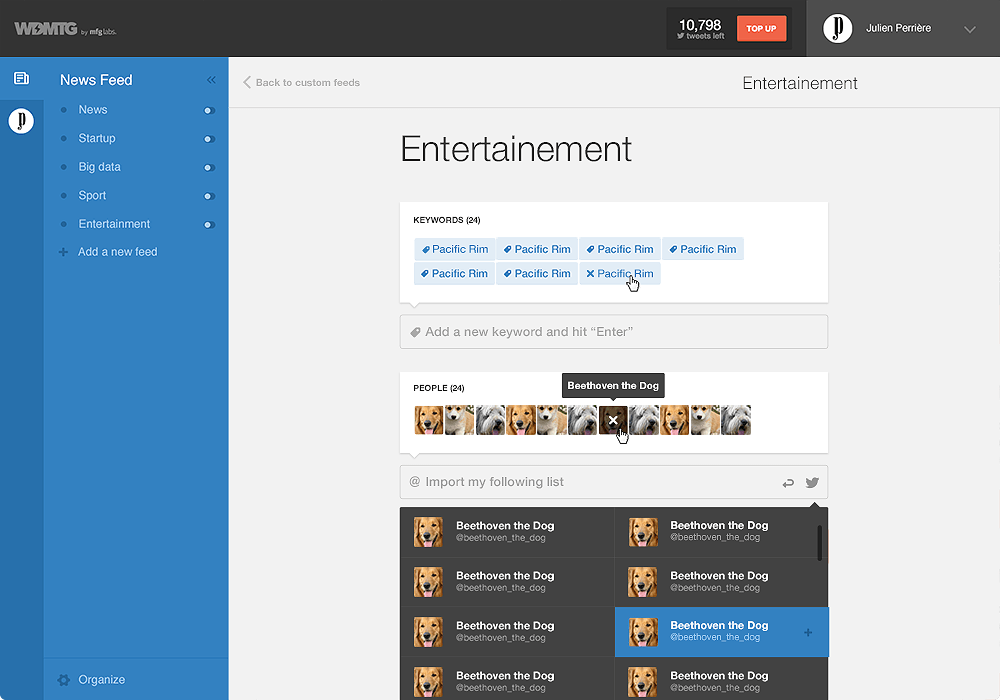 WDMTG by mfg labs.
10,798
tweets left
TOP UP
Julien Perrière
News Feed
News
Startup
Big data
Sport
Entertainment
Add a new feed
Organize
Back to custom feeds
Entertainement
Entertainement
KEYWORDS (24)
Pacific Rim Pacific Rim Pacific Rim Pacific Rim
Pacific Rim Pacific Rim Pacific Rim
Add a new keyword and hit “Enter”
PEOPLE (24)
Beethoven the Dog
@ Import my following list
Beethoven the Dog Beethoven the Dog
@beethoven_the_dog @beethoven_the_dog
Beethoven the Dog Beethoven the Dog
@beethoven_the_dog @beethoven_the_dog
Beethoven the Dog Beethoven the Dog
@beethoven_the_dog @beethoven_the_dog
Beethoven the Dog Beethoven the Dog
@beethoven_the_dog @beethoven_the_dog